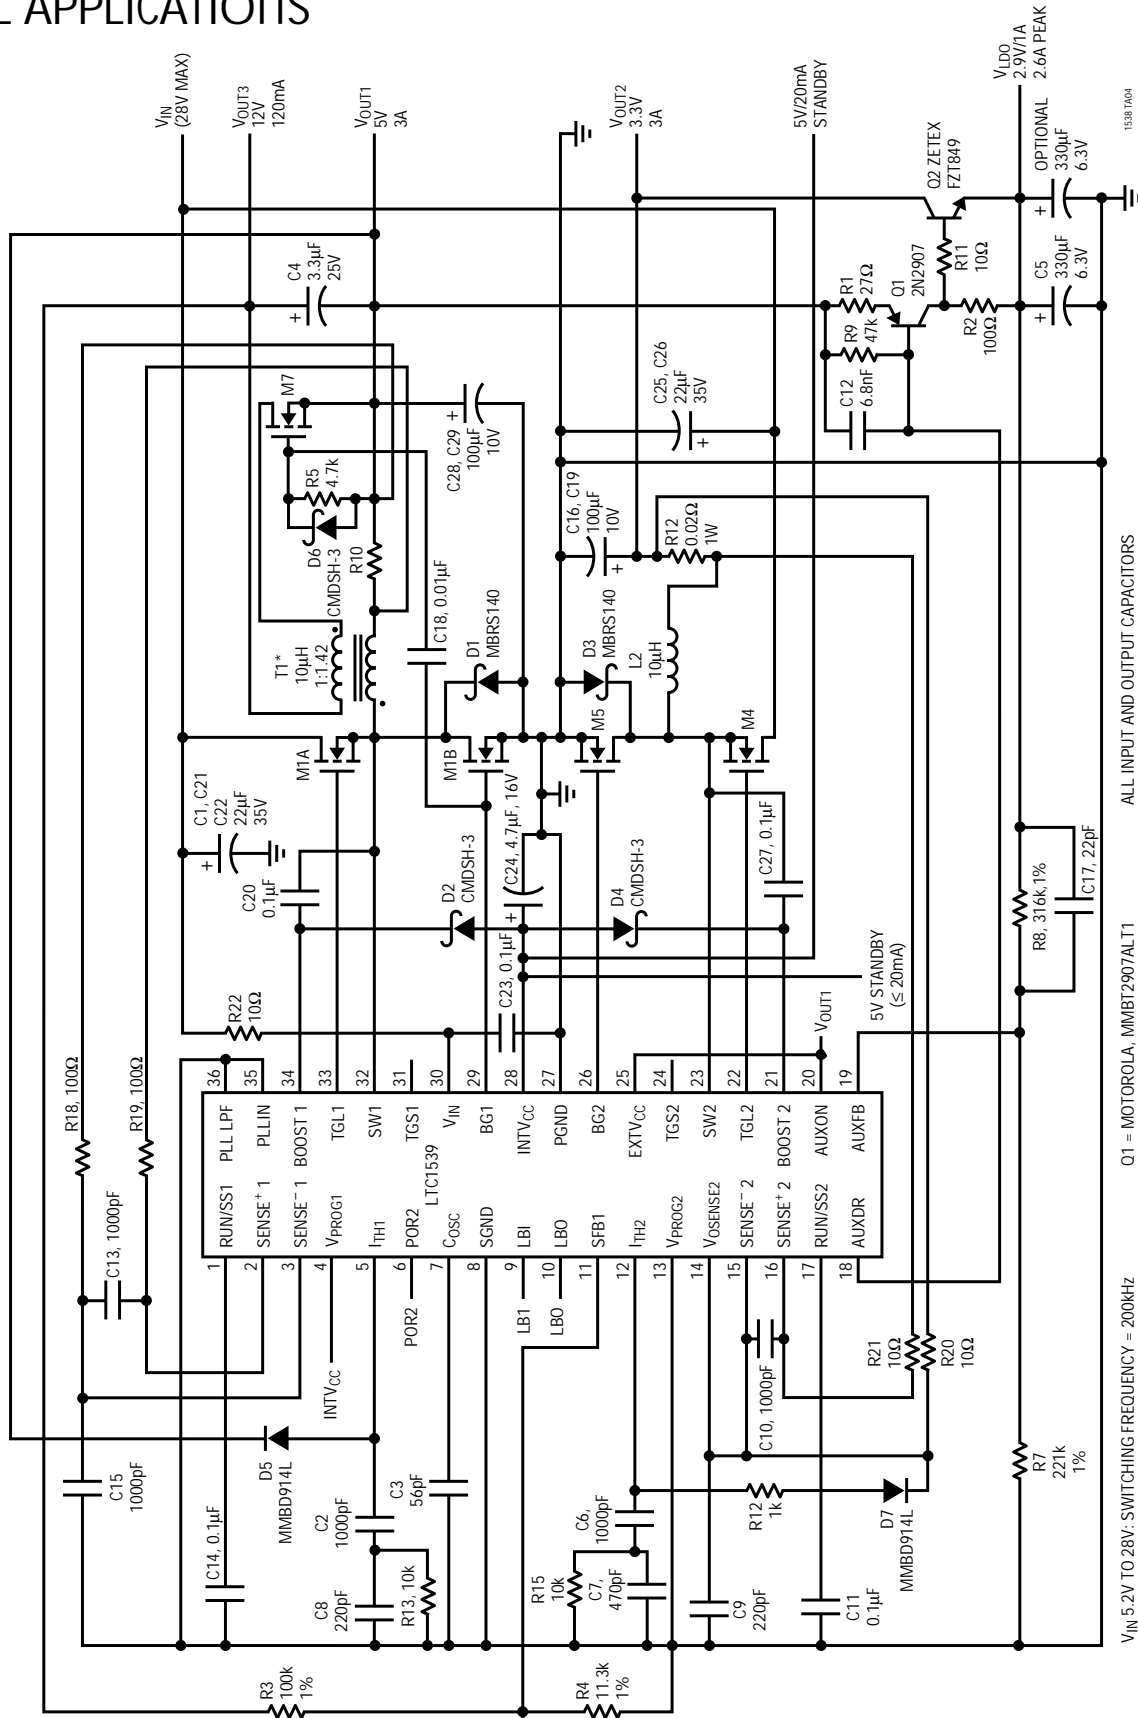 L APPLICATIONS
VIN
(28V MAX)
VOUT3
12V
120mA
VOUT1
5V
3A
VOUT2
3.3V
3A
5V/20mA
STANDBY
VLDO
2.9V/1A
2.6A PEAK
C4
3.3µF
25V
+
M7
R5
4.7k
D6
CMDSH-3
R10
T1*
10µH
1:1.42
C28, C29
100µF
10V
+
C18, 0.01µF
D1
MBRS140
M1A
M1B
C1, C21
C22
22µF
35V
+
C20
0.1µF
D2
CMDSH-3
C24, 4.7µF, 16V
+
C23, 0.1µF
R22
10Ω
C25, C26
22µF
35V
+
C16, C19
100µF
10V
+
R12
0.02Ω
1W
D3
MBRS140
L2
10µH
M5
M4
D4
CMDSH-3
C27, 0.1µF
R1
27Ω
R9
47k
C12
6.8nF
Q1
2N2907
R2
100Ω
R11
10Ω
Q2 ZETEX
FZT849
C5
330µF
6.3V
+
OPTIONAL
330µF
6.3V
+
R8, 316k,1%
C17, 22pF
5V STANDBY
(≤ 20mA)
VOUT1
R18, 100Ω
R19, 100Ω
C13, 1000pF
LTC1539
1 RUN/SS1
2 SENSE+ 1
3 SENSE– 1
4 VPROG1
5 ITH1
6 POR2
7 COSC
8 SGND
9 LBI
10 LBO
11 SFB1
12 ITH2
13 VPROG2
14 VOSENSE2
15 SENSE– 2
16 SENSE+ 2
17 RUN/SS2
18 AUXDR
36 PLL LPF
35 PLLIN
34 BOOST 1
33 TGL1
32 SW1
31 TGS1
30 VIN
29 BG1
28 INTVCC
27 PGND
26 BG2
25 EXTVCC
24 TGS2
23 SW2
22 TGL2
21 BOOST 2
20 AUXON
19 AUXFB
INTVCC
POR2
LB1
LBO
C15
1000pF
C14, 0.1µF
D5
MMBD914L
C2
1000pF
C3
56pF
C8
220pF
R13, 10k
R3
100k
1%
R4
11.3k
1%
C6,
1000pF
R15
10k
C7,
470pF
C10, 1000pF
R21
10Ω
R20
10Ω
R12
1k
D7
MMBD914L
C9
220pF
C11
0.1µF
R7
221k
1%
VIN 5.2V TO 28V: SWITCHING FREQUENCY = 200kHz
Q1 = MOTOROLA, MMBT2907ALT1
ALL INPUT AND OUTPUT CAPACITORS
1538 TA04